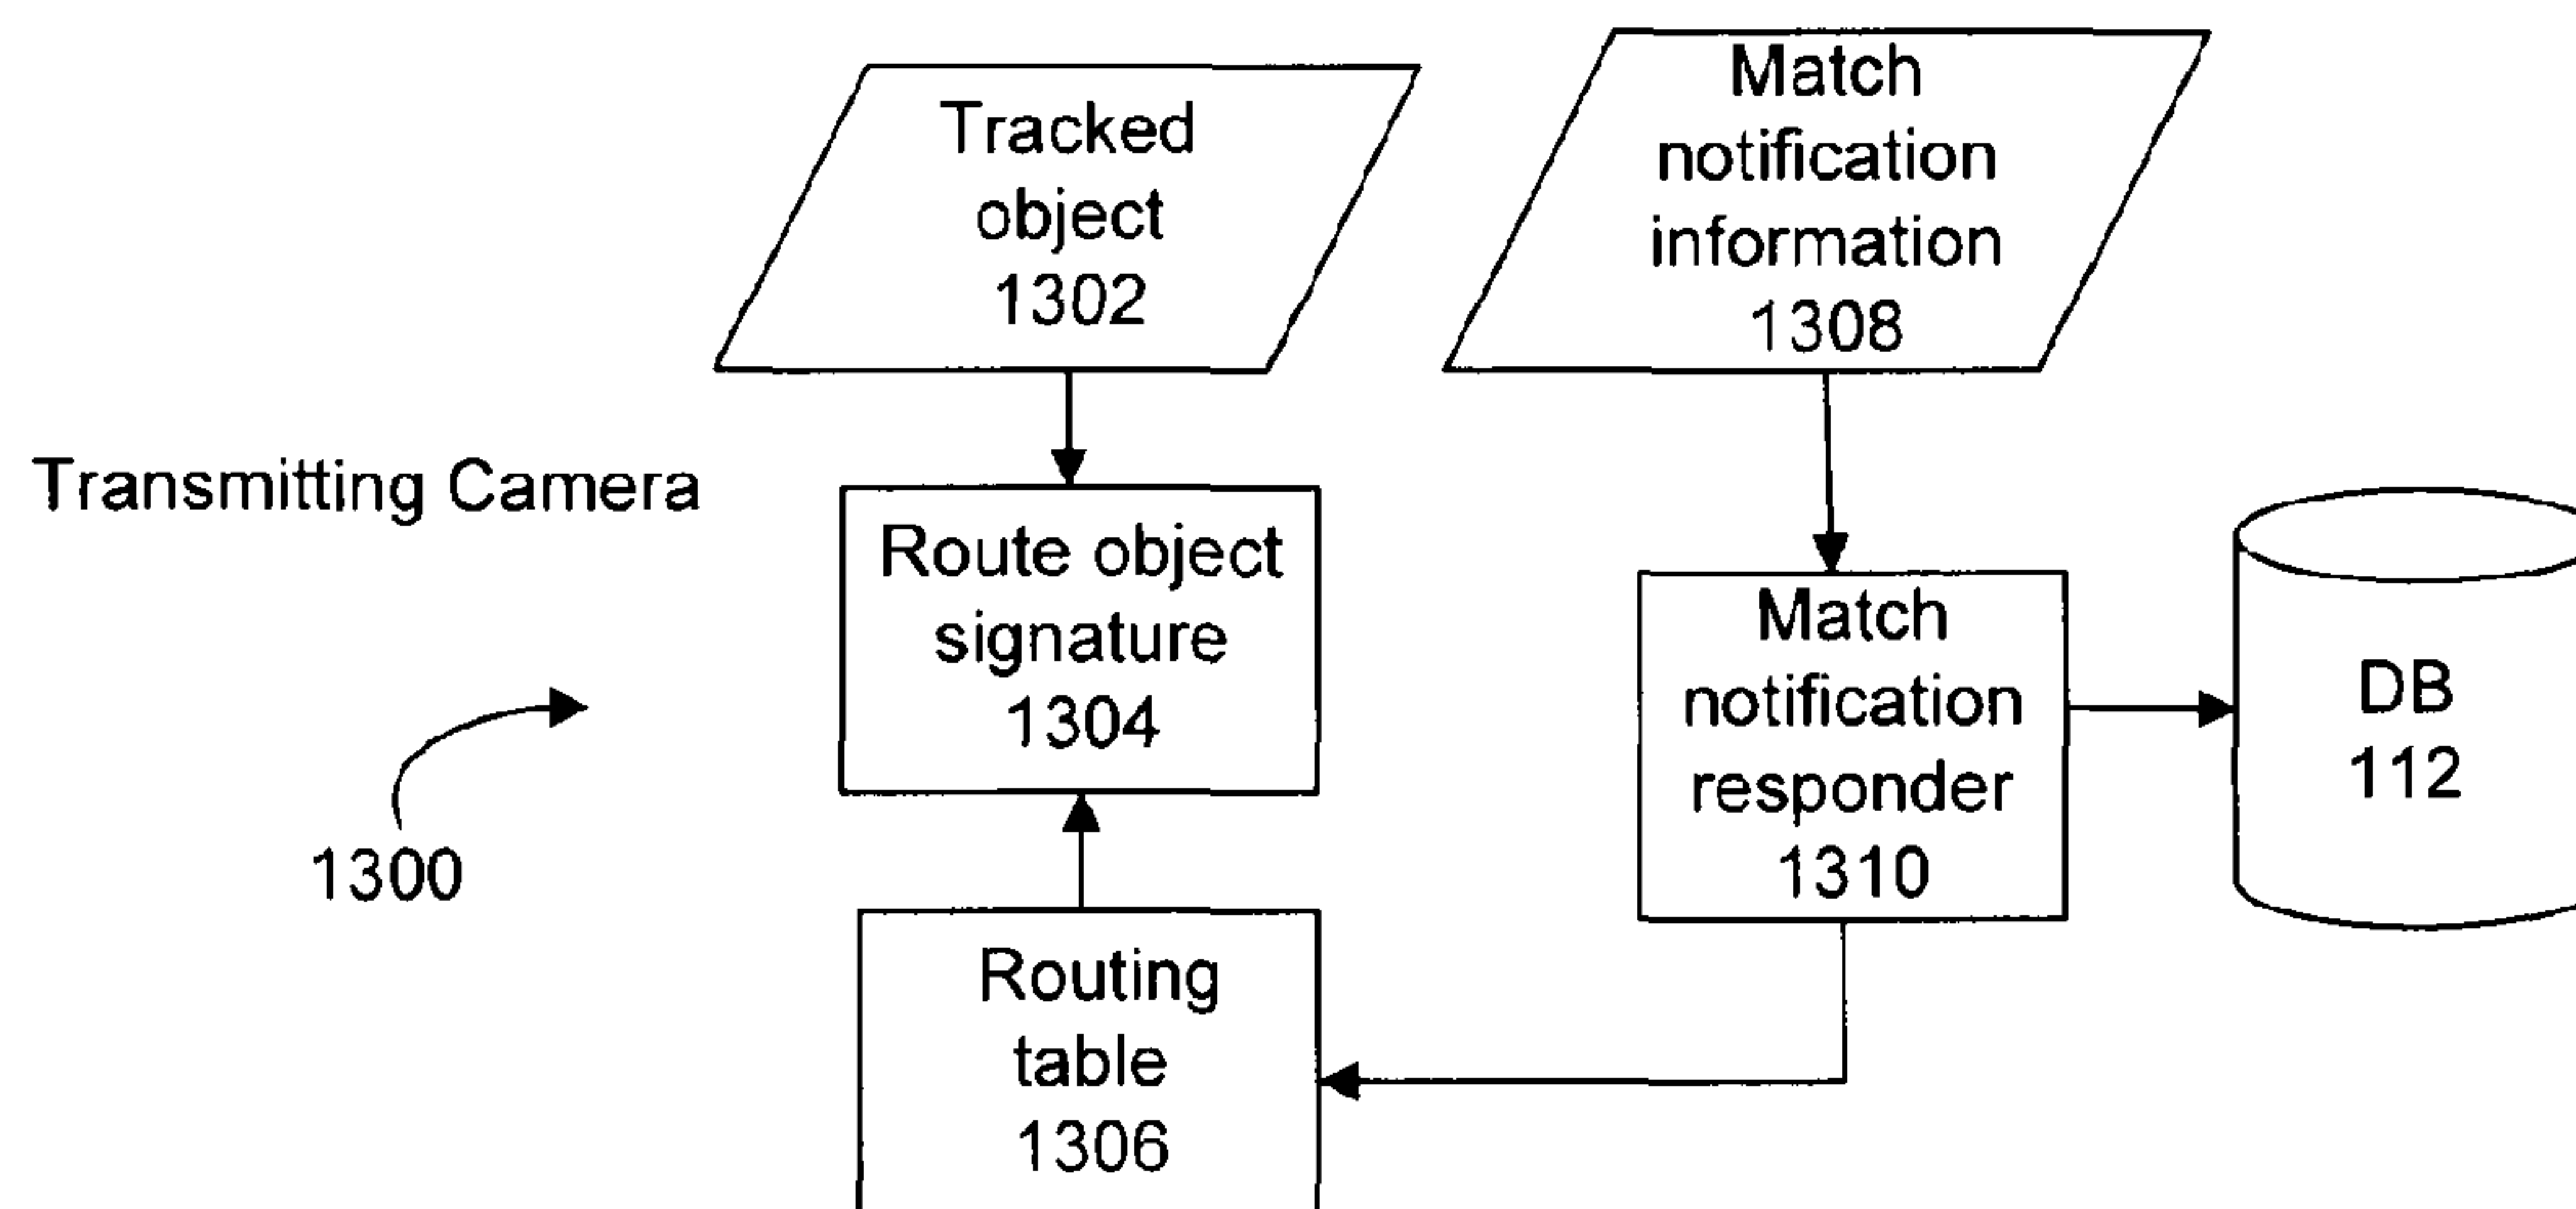 Tracked
object
1302
Match
notification
information
1308
Transmitting Camera
Route object
signature
1304
Match
notification
responder
1310
DB
112
1300
Routing
table
1306